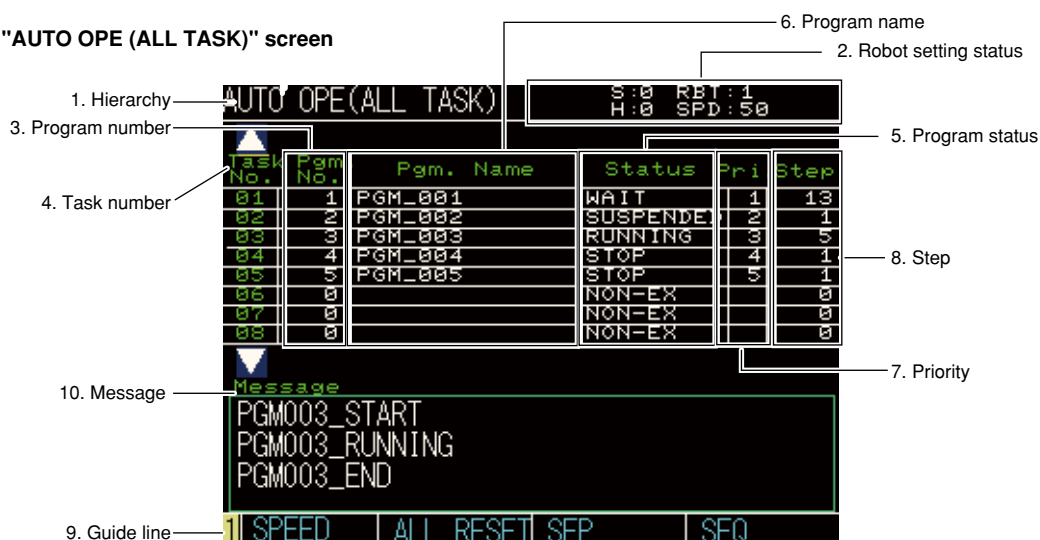 6. Program name
"AUTO OPE (ALL TASK)" screen
2. Robot setting status
1. Hierarchy
AUTO OPE(ALL TASK)
S:0 RBT:1
H:0 SPD:50
3. Program number
5. Program status
Task No. Pgm No. Pgm. Name Status Pri Step
4. Task number
01 1 PGM_001 WAIT 1 13
02 2 PGM_002 SUSPENDED 2 1
03 3 PGM_003 RUNNING 3 5
04 4 PGM_004 STOP 4 1
8. Step
05 5 PGM_005 STOP 5 1
06 0 NON-EX 0
07 0 NON-EX 0
08 0 NON-EX 0
7. Priority
10. Message
Message
PGM003_START
PGM003_RUNNING
PGM003_END
9. Guide line
1 SPEED ALL RESET SEP SEQ